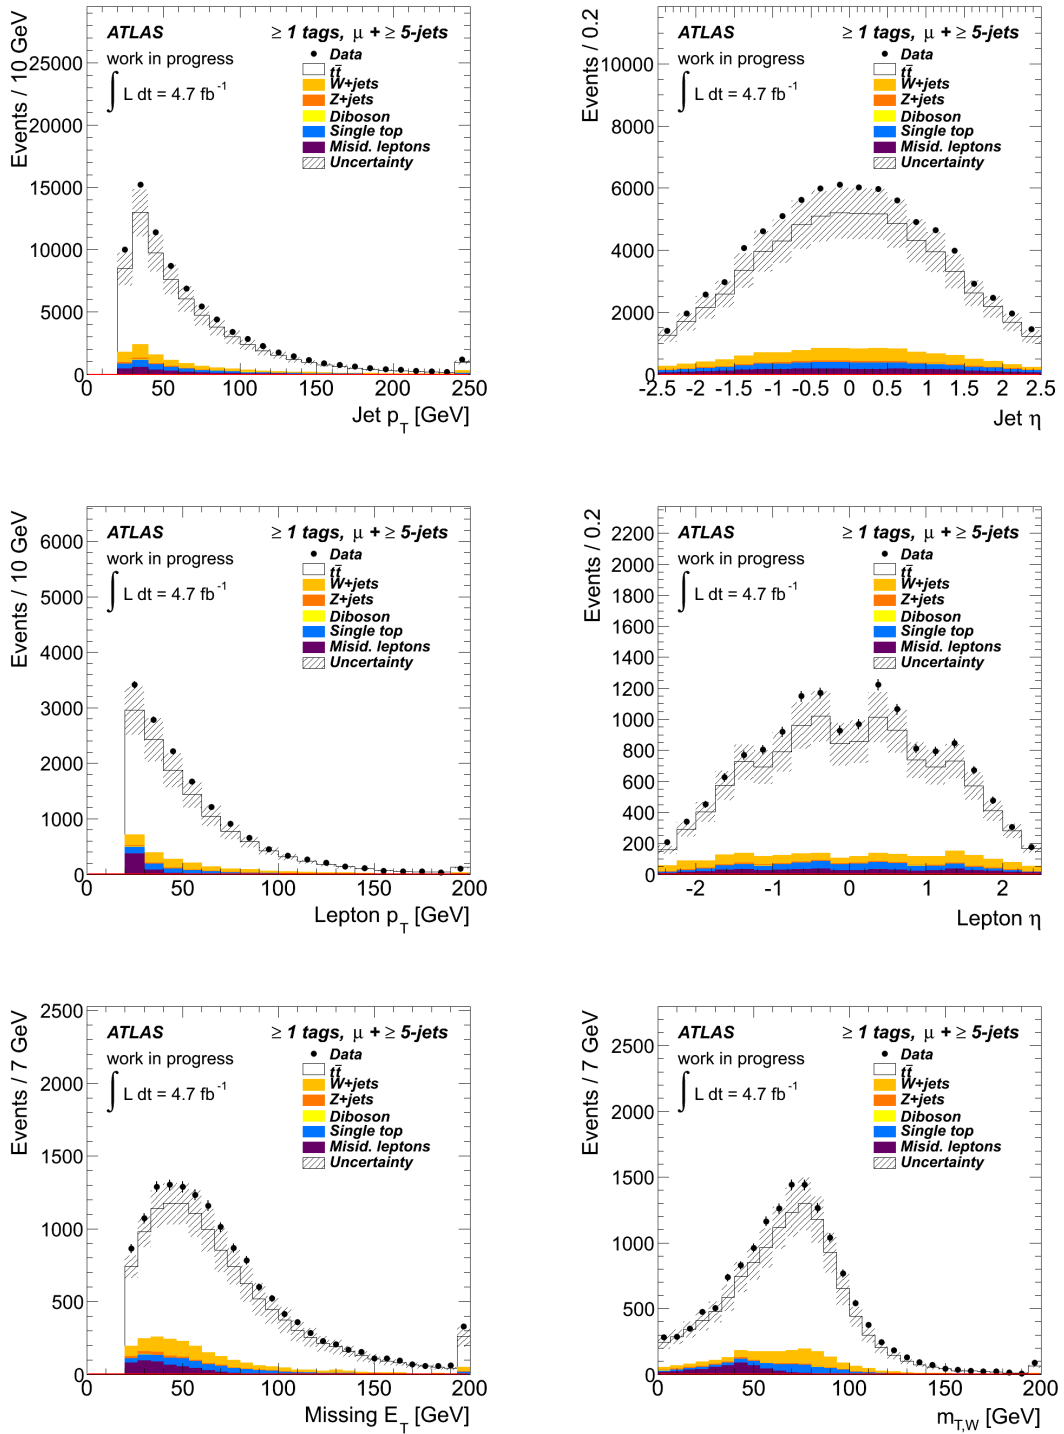 Events / 10 GeV
ATLAS
work in progress
∫ L dt = 4.7 fb⁻¹
≥ 1 tags, μ + ≥ 5-jets
Data
tt̄
W+jets
Z+jets
Diboson
Single top
Misid. leptons
Uncertainty
25000
20000
15000
10000
5000
0
0 50 100 150 200 250
Jet p_T [GeV]
Events / 0.2
ATLAS
work in progress
∫ L dt = 4.7 fb⁻¹
≥ 1 tags, μ + ≥ 5-jets
Data
tt̄
W+jets
Z+jets
Diboson
Single top
Misid. leptons
Uncertainty
10000
8000
6000
4000
2000
0
-2.5 -2 -1.5 -1 -0.5 0 0.5 1 1.5 2 2.5
Jet η
Events / 10 GeV
ATLAS
work in progress
∫ L dt = 4.7 fb⁻¹
≥ 1 tags, μ + ≥ 5-jets
Data
tt̄
W+jets
Z+jets
Diboson
Single top
Misid. leptons
Uncertainty
6000
5000
4000
3000
2000
1000
0
0 50 100 150 200
Lepton p_T [GeV]
Events / 0.2
ATLAS
work in progress
∫ L dt = 4.7 fb⁻¹
≥ 1 tags, μ + ≥ 5-jets
Data
tt̄
W+jets
Z+jets
Diboson
Single top
Misid. leptons
Uncertainty
2200
2000
1800
1600
1400
1200
1000
800
600
400
200
0
-2 -1 0 1 2
Lepton η
Events / 7 GeV
ATLAS
work in progress
∫ L dt = 4.7 fb⁻¹
≥ 1 tags, μ + ≥ 5-jets
Data
tt̄
W+jets
Z+jets
Diboson
Single top
Misid. leptons
Uncertainty
2500
2000
1500
1000
500
0
0 50 100 150 200
Missing E_T [GeV]
Events / 7 GeV
ATLAS
work in progress
∫ L dt = 4.7 fb⁻¹
≥ 1 tags, μ + ≥ 5-jets
Data
tt̄
W+jets
Z+jets
Diboson
Single top
Misid. leptons
Uncertainty
2500
2000
1500
1000
500
0
0 50 100 150 200
m_T,W [GeV]